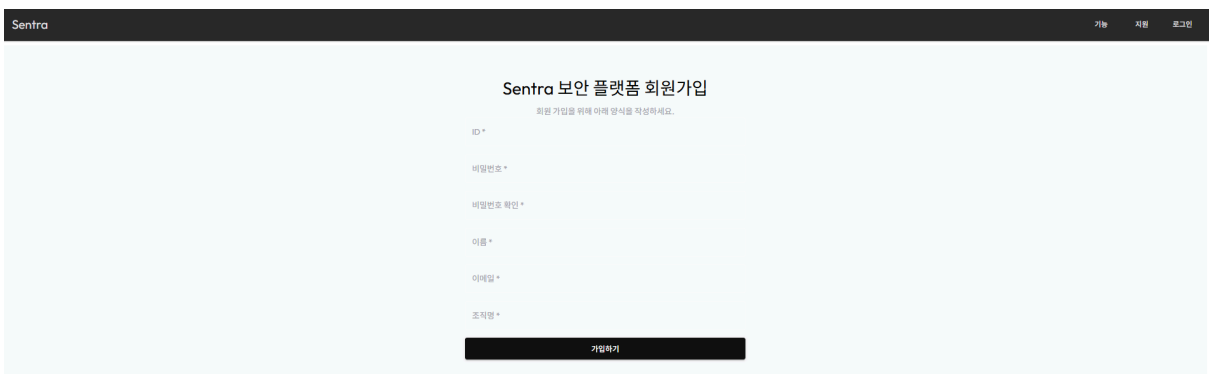 Sentra 기능 지원 로그인
Sentra 보안 플랫폼 회원가입
회원 가입을 위해 아래 양식을 작성하세요.
ID *
비밀번호 *
비밀번호 확인 *
이름 *
이메일 *
조직명 *
가입하기